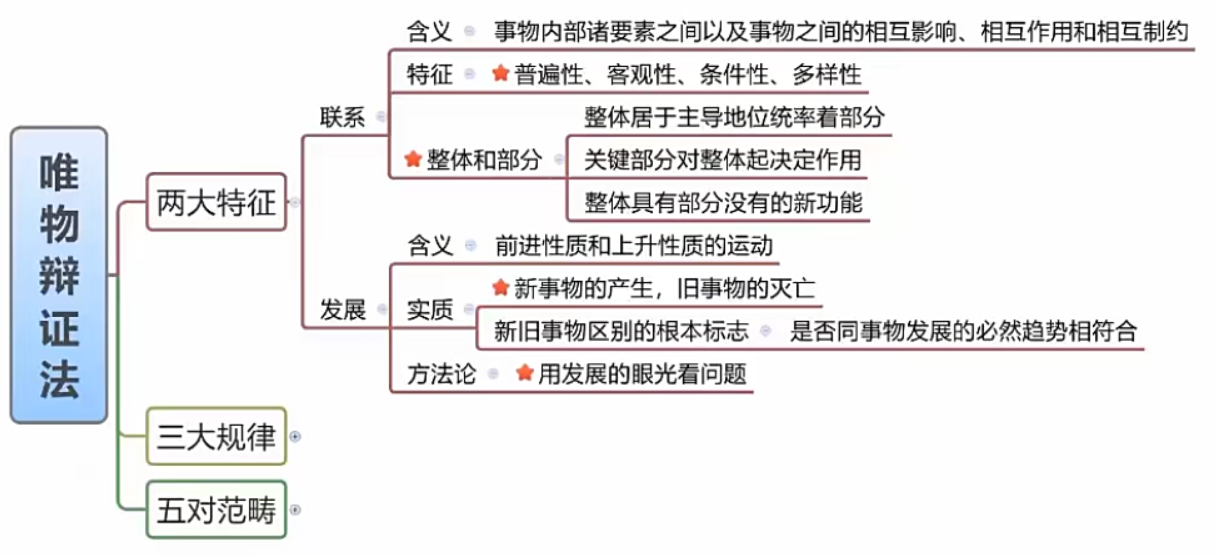 唯物辩证法
两大特征
联系
含义 事物内部诸要素之间以及事物之间的相互影响、相互作用和相互制约
特征 普遍性、客观性、条件性、多样性
整体和部分
整体居于主导地位统率着部分
关键部分对整体起决定作用
整体具有部分没有的新功能
发展
含义 前进性质和上升性质的运动
实质
新事物的产生，旧事物的灭亡
新旧事物区别的根本标志 是否同事物发展的必然趋势相符合
方法论 用发展的眼光看问题
三大规律
五对范畴